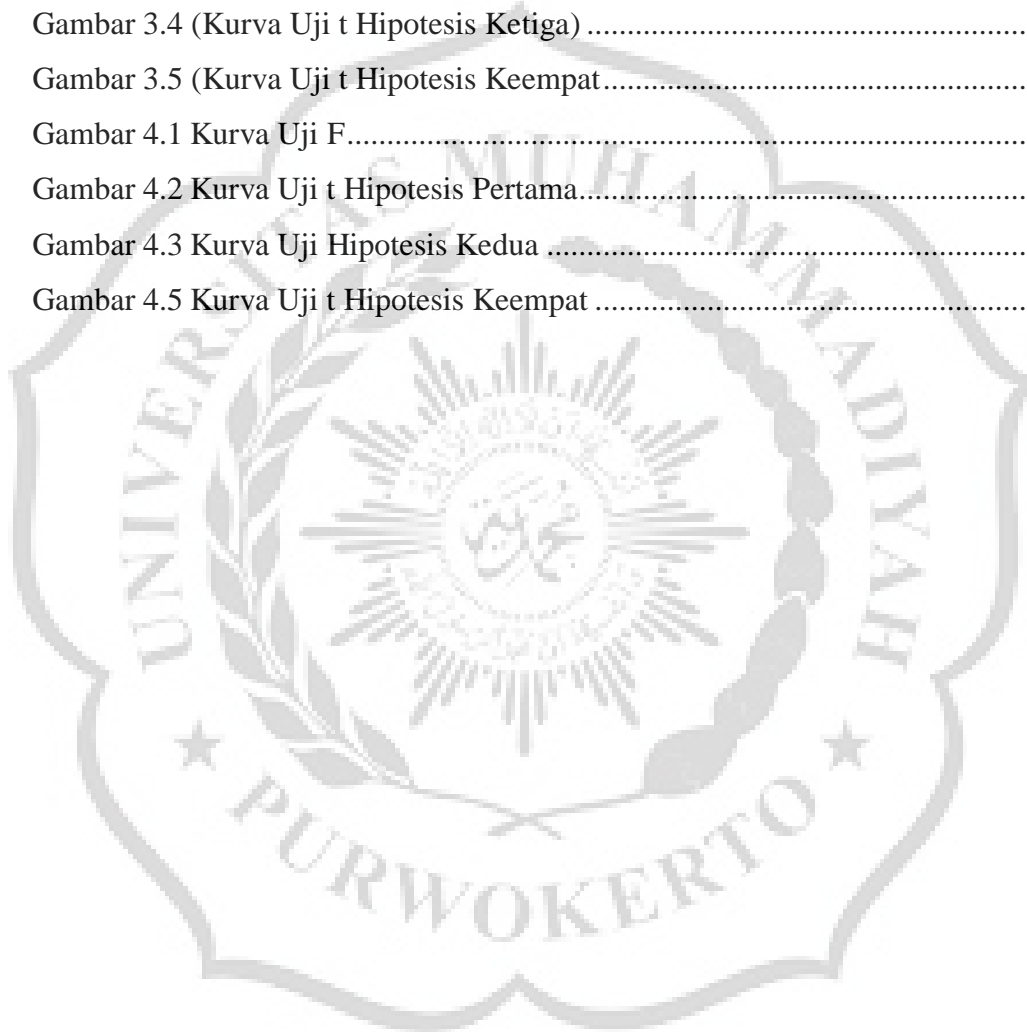 Gambar 3.4 (Kurva Uji t Hipotesis Ketiga) ......................................................
Gambar 3.5 (Kurva Uji t Hipotesis Keempat....................................................
Gambar 4.1 Kurva Uji F...................................................................................
Gambar 4.2 Kurva Uji t Hipotesis Pertama......................................................
Gambar 4.3 Kurva Uji Hipotesis Kedua ..........................................................
Gambar 4.5 Kurva Uji t Hipotesis Keempat ....................................................
UNIVERSITAS MUHAMMADIYAH
PURWOKERTO